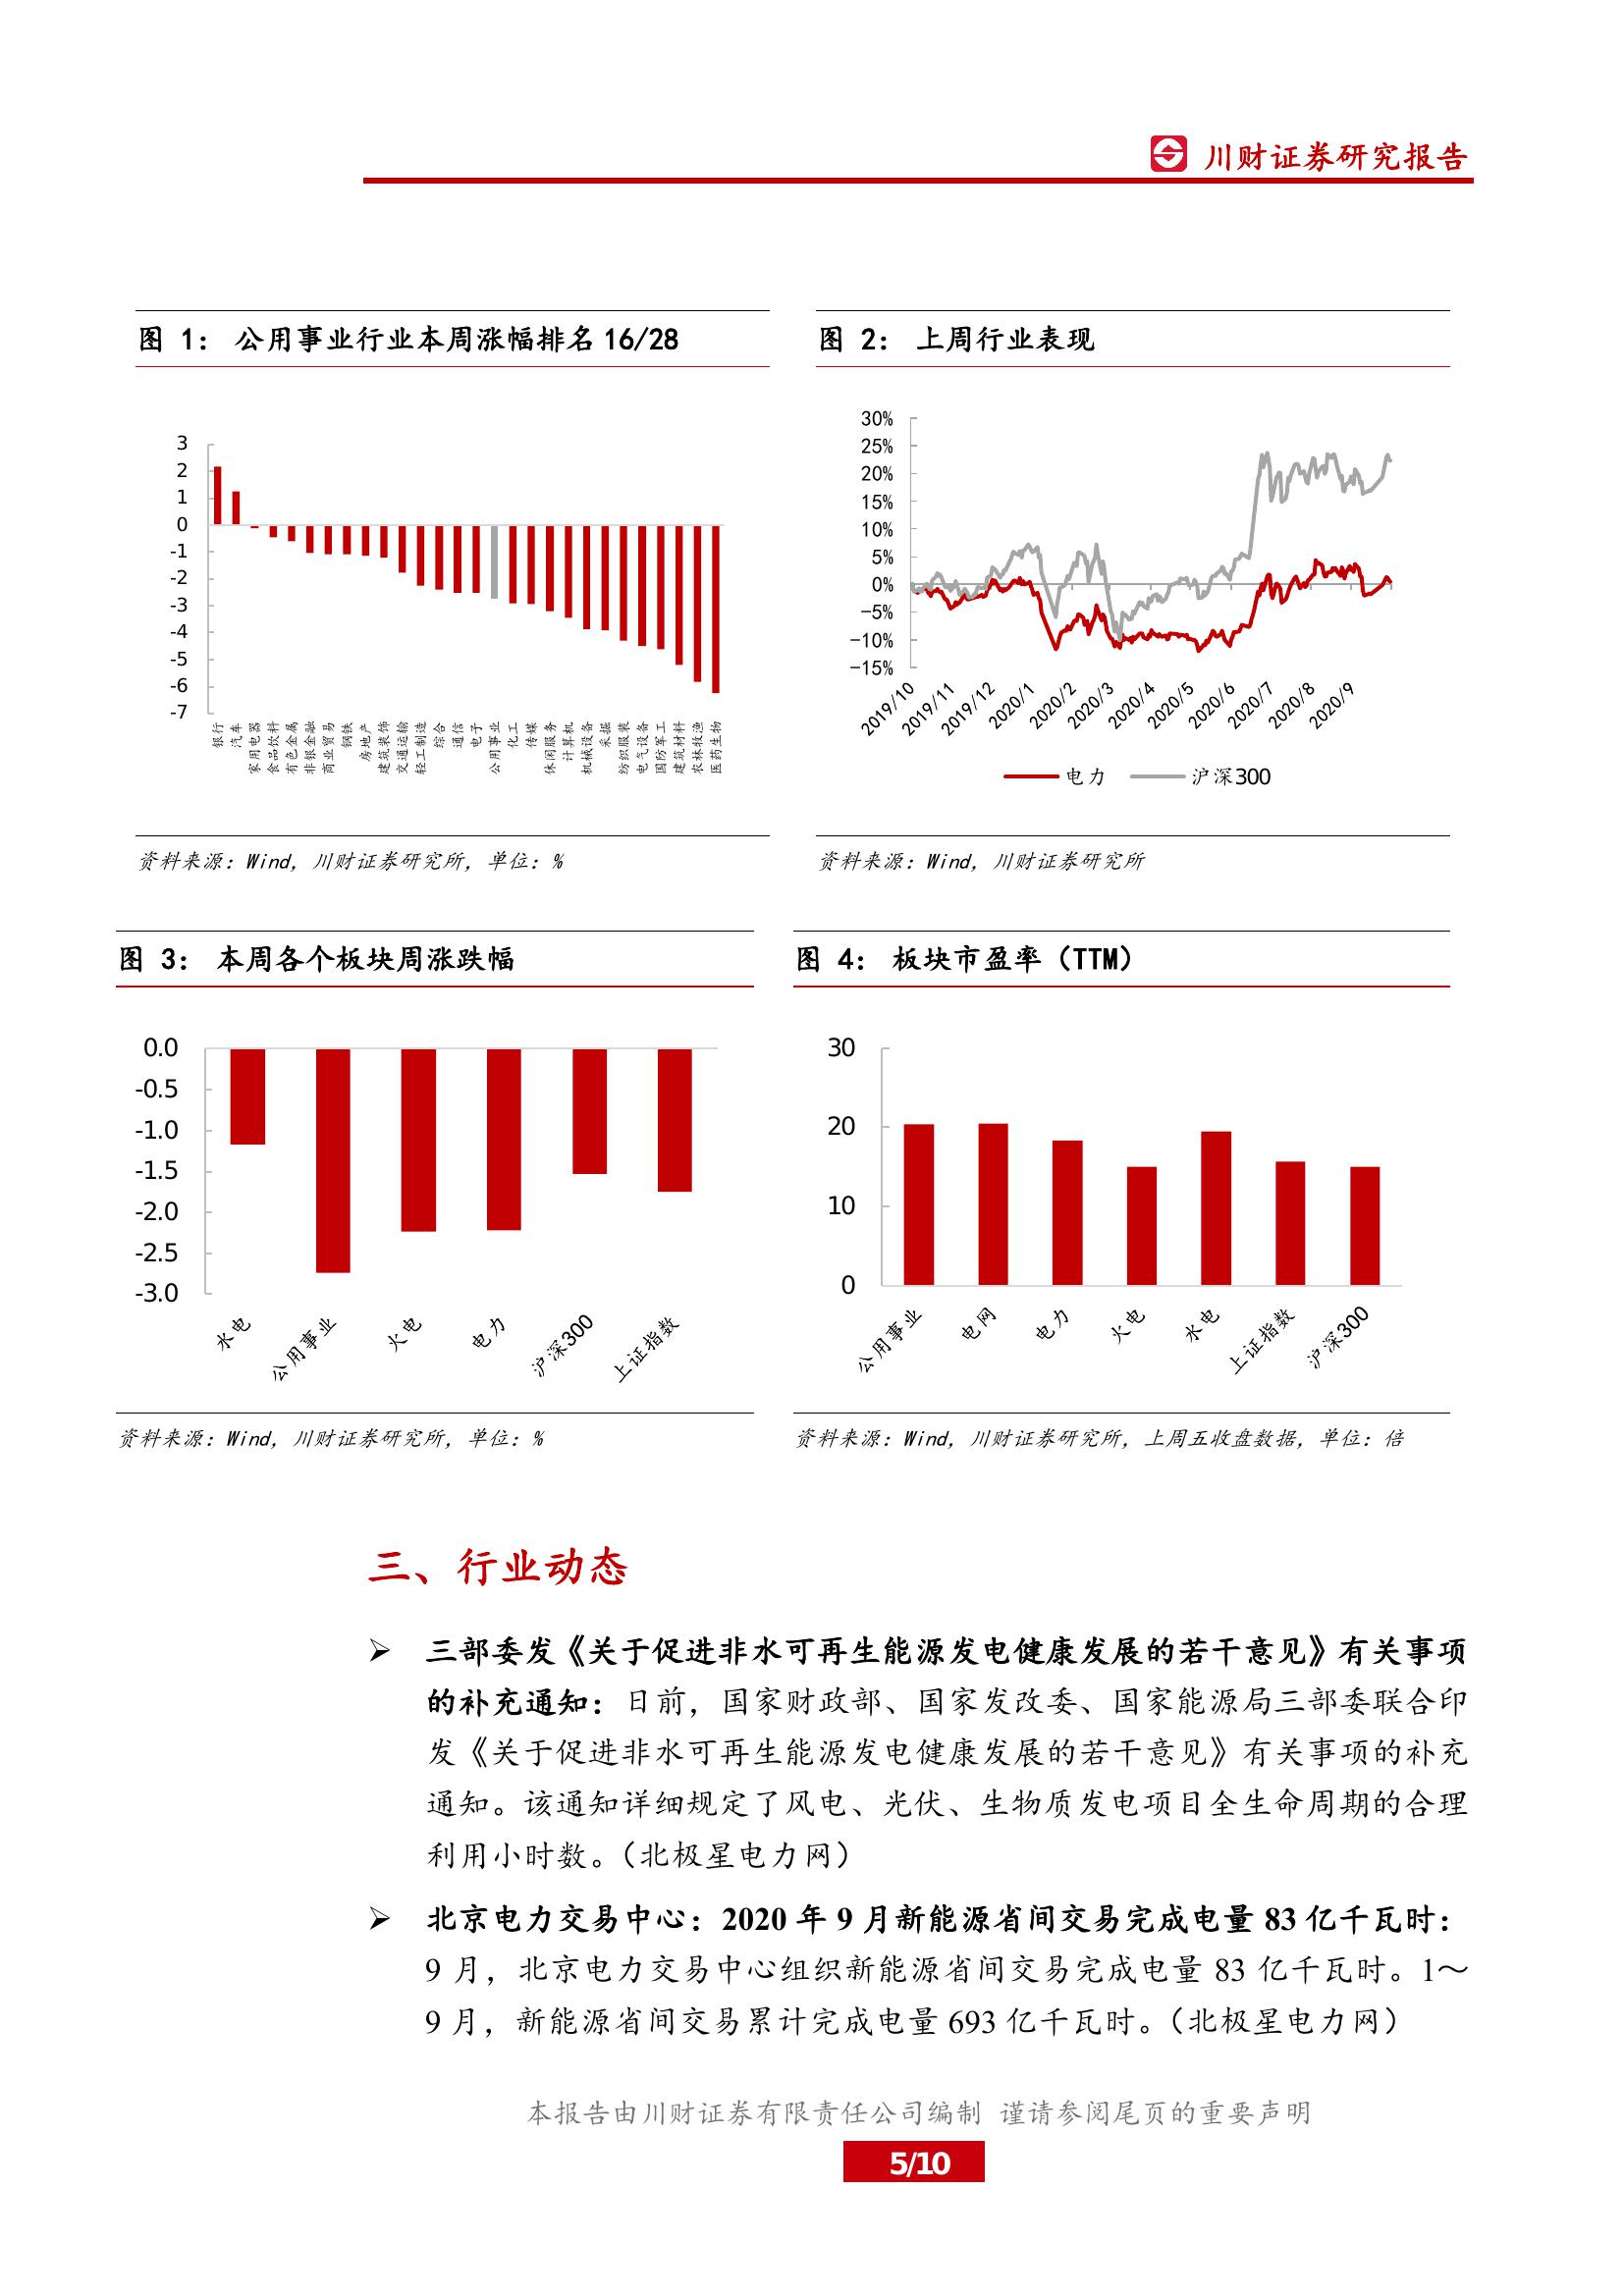 川财证券研究报告
图 1： 公用事业行业本周涨幅排名 16/28
3
2
1
0
-1
-2
-3
-4
-5
-6
-7
银行
汽车
家用电器
食品饮料
有色金属
非银金融
商业贸易
钢铁
房地产
建筑装饰
交通运输
轻工制造
综合
通信
电子
公用事业
化工
传媒
休闲服务
计算机
机械设备
采掘
纺织服装
电气设备
国防军工
建筑材料
农林牧渔
医药生物
资料来源：Wind，川财证券研究所，单位：%
图 2： 上周行业表现
30%
25%
20%
15%
10%
5%
0%
-5%
-10%
-15%
2019/10
2019/11
2019/12
2020/1
2020/2
2020/3
2020/4
2020/5
2020/6
2020/7
2020/8
2020/9
电力
沪深300
资料来源：Wind，川财证券研究所
图 3： 本周各个板块周涨跌幅
0.0
-0.5
-1.0
-1.5
-2.0
-2.5
-3.0
水电
公用事业
火电
电力
沪深300
上证指数
资料来源：Wind，川财证券研究所，单位：%
图 4： 板块市盈率（TTM）
30
20
10
0
公用事业
电网
电力
火电
水电
上证指数
沪深300
资料来源：Wind，川财证券研究所，上周五收盘数据，单位：倍
三、行业动态
➢ 三部委发《关于促进非水可再生能源发电健康发展的若干意见》有关事项
的补充通知：日前，国家财政部、国家发改委、国家能源局三部委联合印
发《关于促进非水可再生能源发电健康发展的若干意见》有关事项的补充
通知。该通知详细规定了风电、光伏、生物质发电项目全生命周期的合理
利用小时数。（北极星电力网）
➢ 北京电力交易中心：2020 年 9 月新能源省间交易完成电量 83 亿千瓦时：
9 月，北京电力交易中心组织新能源省间交易完成电量 83 亿千瓦时。1～
9 月，新能源省间交易累计完成电量 693 亿千瓦时。（北极星电力网）
本报告由川财证券有限责任公司编制 谨请参阅尾页的重要声明
5/10